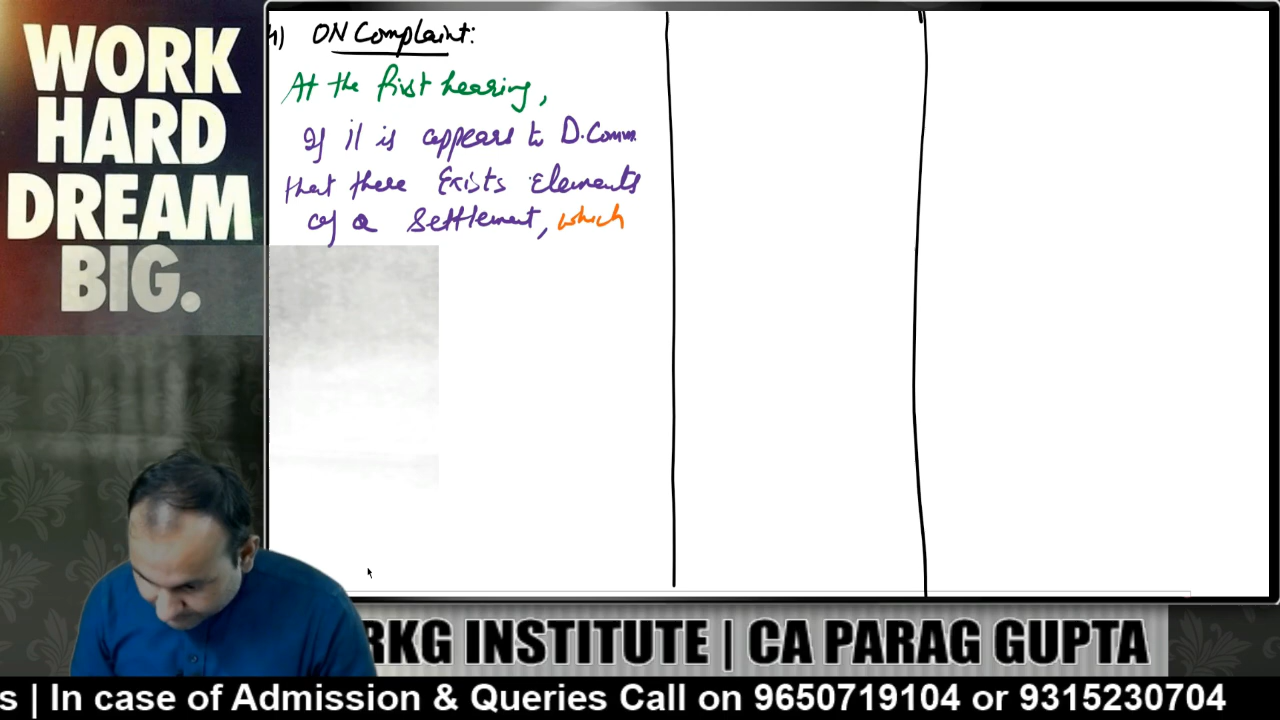 WORK
HARD
DREAM
BIG.
4) ON Complaint:
At the first hearing,
If it is appears to D.Comm.
that there Exists Elements
of a Settlement, which
RKG INSTITUTE | CA PARAG GUPTA
s | In case of Admission & Queries Call on 9650719104 or 9315230704